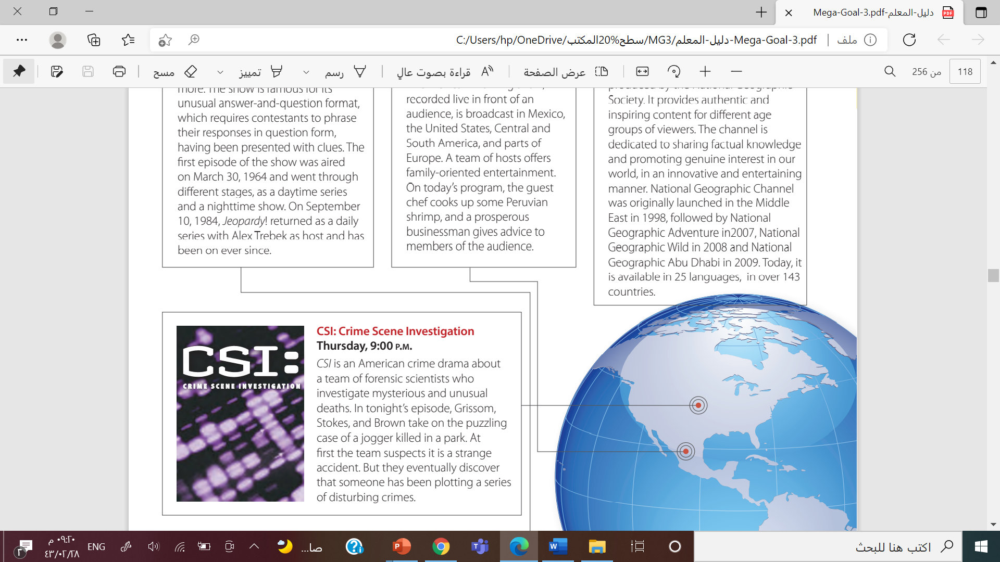 دليل-المعلم-Mega-Goal-3.pdf
ملف
C:/Users/hp/OneDrive/سطح%20المكتب/MG3/دليل-المعلم-Mega-Goal-3.pdf
118
من 256
عرض الصفحة
قراءة بصوت عالٍ
رسم
تمييز
مسح
more. The show is famous for its
unusual answer-and-question format,
which requires contestants to phrase
their responses in question form,
having been presented with clues. The
first episode of the show was aired
on March 30, 1964 and went through
different stages, as a daytime series
and a nighttime show. On September
10, 1984, Jeopardy! returned as a daily
series with Alex Trebek as host and has
been on ever since.
recorded live in front of an
audience, is broadcast in Mexico,
the United States, Central and
South America, and parts of
Europe. A team of hosts offers
family-oriented entertainment.
On today’s program, the guest
chef cooks up some Peruvian
shrimp, and a prosperous
businessman gives advice to
members of the audience.
produced by the National Geographic
Society. It provides authentic and
inspiring content for different age
groups of viewers. The channel is
dedicated to sharing factual knowledge
and promoting genuine interest in our
world, in an innovative and entertaining
manner. National Geographic Channel
was originally launched in the Middle
East in 1998, followed by National
Geographic Adventure in2007, National
Geographic Wild in 2008 and National
Geographic Abu Dhabi in 2009. Today, it
is available in 25 languages,  in over 143
countries.
CSI:
CRIME SCENE INVESTIGATION
CSI: Crime Scene Investigation
Thursday, 9:00 P.M.
CSI is an American crime drama about
a team of forensic scientists who
investigate mysterious and unusual
deaths. In tonight’s episode, Grissom,
Stokes, and Brown take on the puzzling
case of a jogger killed in a park. At
first the team suspects it is a strange
accident. But they eventually discover
that someone has been plotting a series
of disturbing crimes.
اكتب هنا للبحث
صا...
ENG
٠٩:٢٠ م
٤٣/٠٢/٢٨
٣